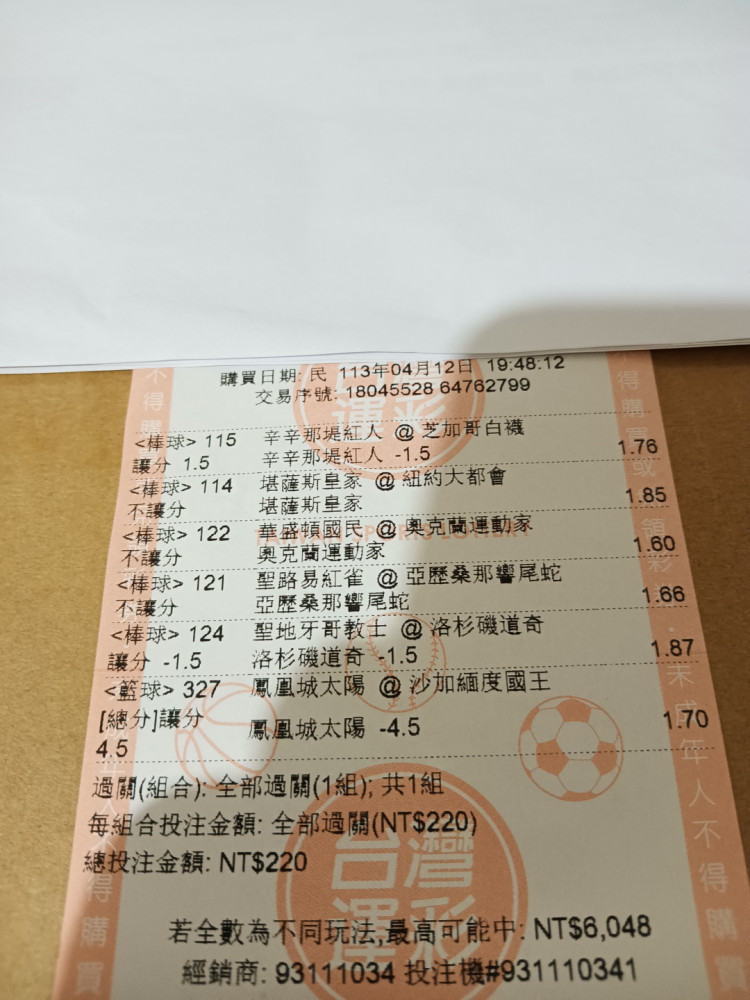 購買日期: 民 113年04月12日 19:48:12
交易序號: 18045528 64762799
<棒球> 115 辛辛那堤紅人 @ 芝加哥白襪
讓分 1.5 辛辛那堤紅人 -1.5 1.76
<棒球> 114 堪薩斯皇家 @ 紐約大都會
不讓分 堪薩斯皇家 1.85
<棒球> 122 華盛頓國民 @ 奧克蘭運動家
不讓分 奧克蘭運動家 1.60
<棒球> 121 聖路易紅雀 @ 亞歷桑那響尾蛇
不讓分 亞歷桑那響尾蛇 1.66
<棒球> 124 聖地牙哥教士 @ 洛杉磯道奇
讓分 -1.5 洛杉磯道奇 -1.5 1.87
<籃球> 327 鳳凰城太陽 @ 沙加緬度國王
[總分]讓分 鳳凰城太陽 -4.5 1.70
4.5
過關(組合): 全部過關(1組); 共1組
每組合投注金額: 全部過關(NT$220)
總投注金額: NT$220
若全數為不同玩法,最高可能中: NT$6,048
經銷商: 93111034 投注機#931110341
台灣
運彩